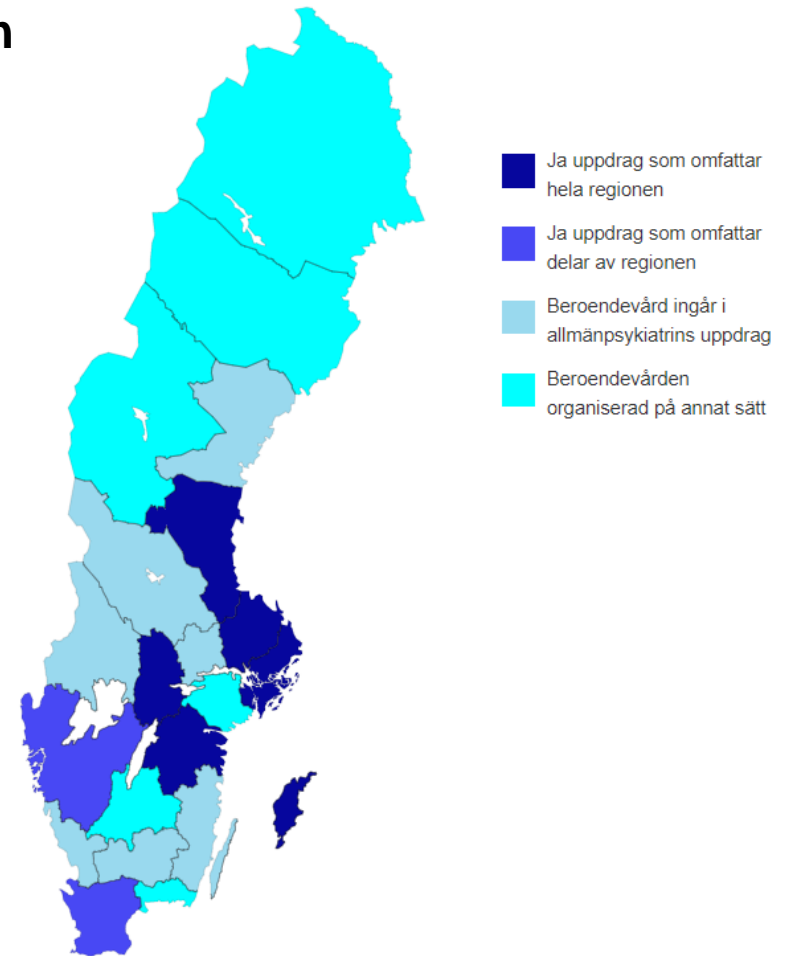 n
Ja uppdrag som omfattar
hela regionen
Ja uppdrag som omfattar
delar av regionen
Beroendevård ingår i
allmänpsykiatrins uppdrag
Beroendevården
organiserad på annat sätt